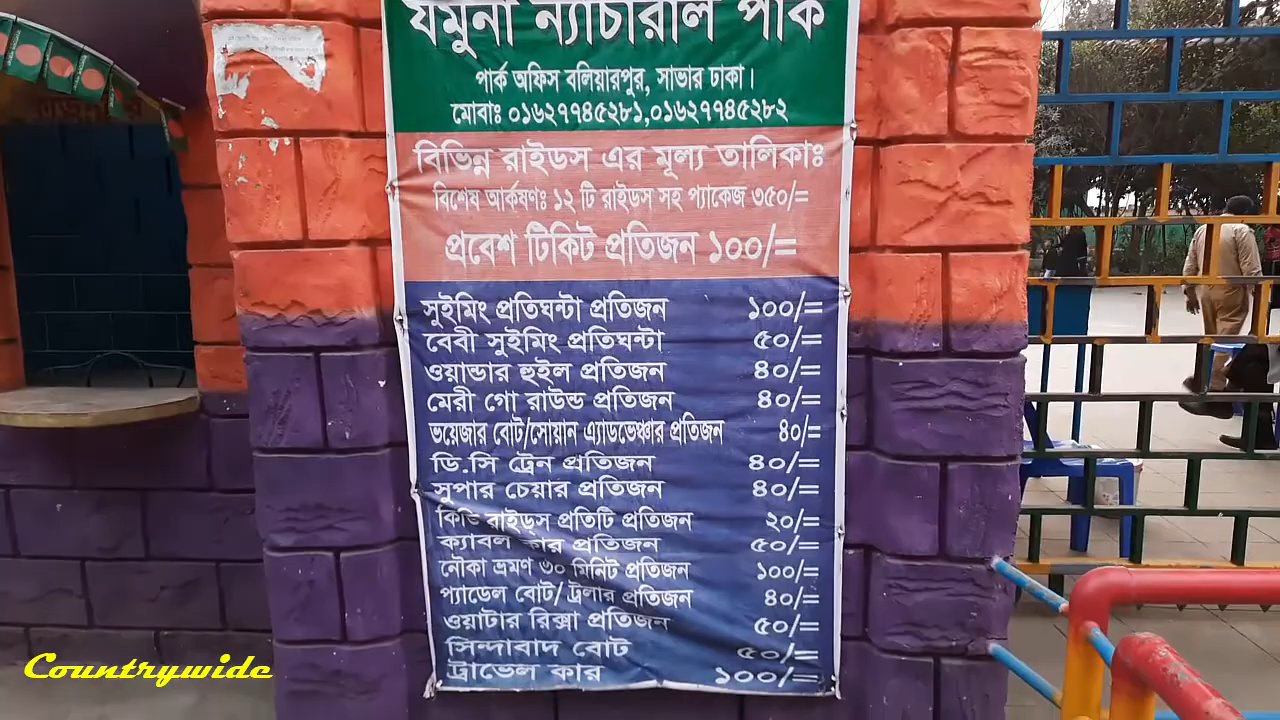 যমুনা ন্যাচারাল পার্ক
পার্ক অফিস বলিয়ারপুর, সাভার ঢাকা।
মোবাঃ ০১৬২৭৭৪৫২৮১,০১৬২৭৭৪৫২৮২
বিভিন্ন রাইডস এর মূল্য তালিকাঃ
বিশেষ আর্কষণঃ ১২ টি রাইডস সহ প্যাকেজ ৩৫০/=
প্রবেশ টিকিট প্রতিজন ১০০/=
সুইমিং প্রতিঘন্টা প্রতিজন ১০০/=
বেবী সুইমিং প্রতিঘন্টা ৫০/=
ওয়ান্ডার হুইল প্রতিজন ৪০/=
মেরী গো রাউন্ড প্রতিজন ৪০/=
ভয়েজার বোট/সোয়ান এ্যাডভেঞ্চার প্রতিজন ৪০/=
ডি.সি ট্রেন প্রতিজন ৪০/=
সুপার চেয়ার প্রতিজন ৪০/=
কিডি রাইড্স প্রতিটি প্রতিজন ২০/=
ক্যাবল কার প্রতিজন ৫০/=
নৌকা ভ্রমণ ৩০ মিনিট প্রতিজন ১০০/=
প্যাডেল বোট/ ট্রলার প্রতিজন ৪০/=
ওয়াটার রিক্সা প্রতিজন ৫০/=
সিন্দাবাদ বোট ৫০/=
ট্রাভেল কার ১০০/=
Countrywide